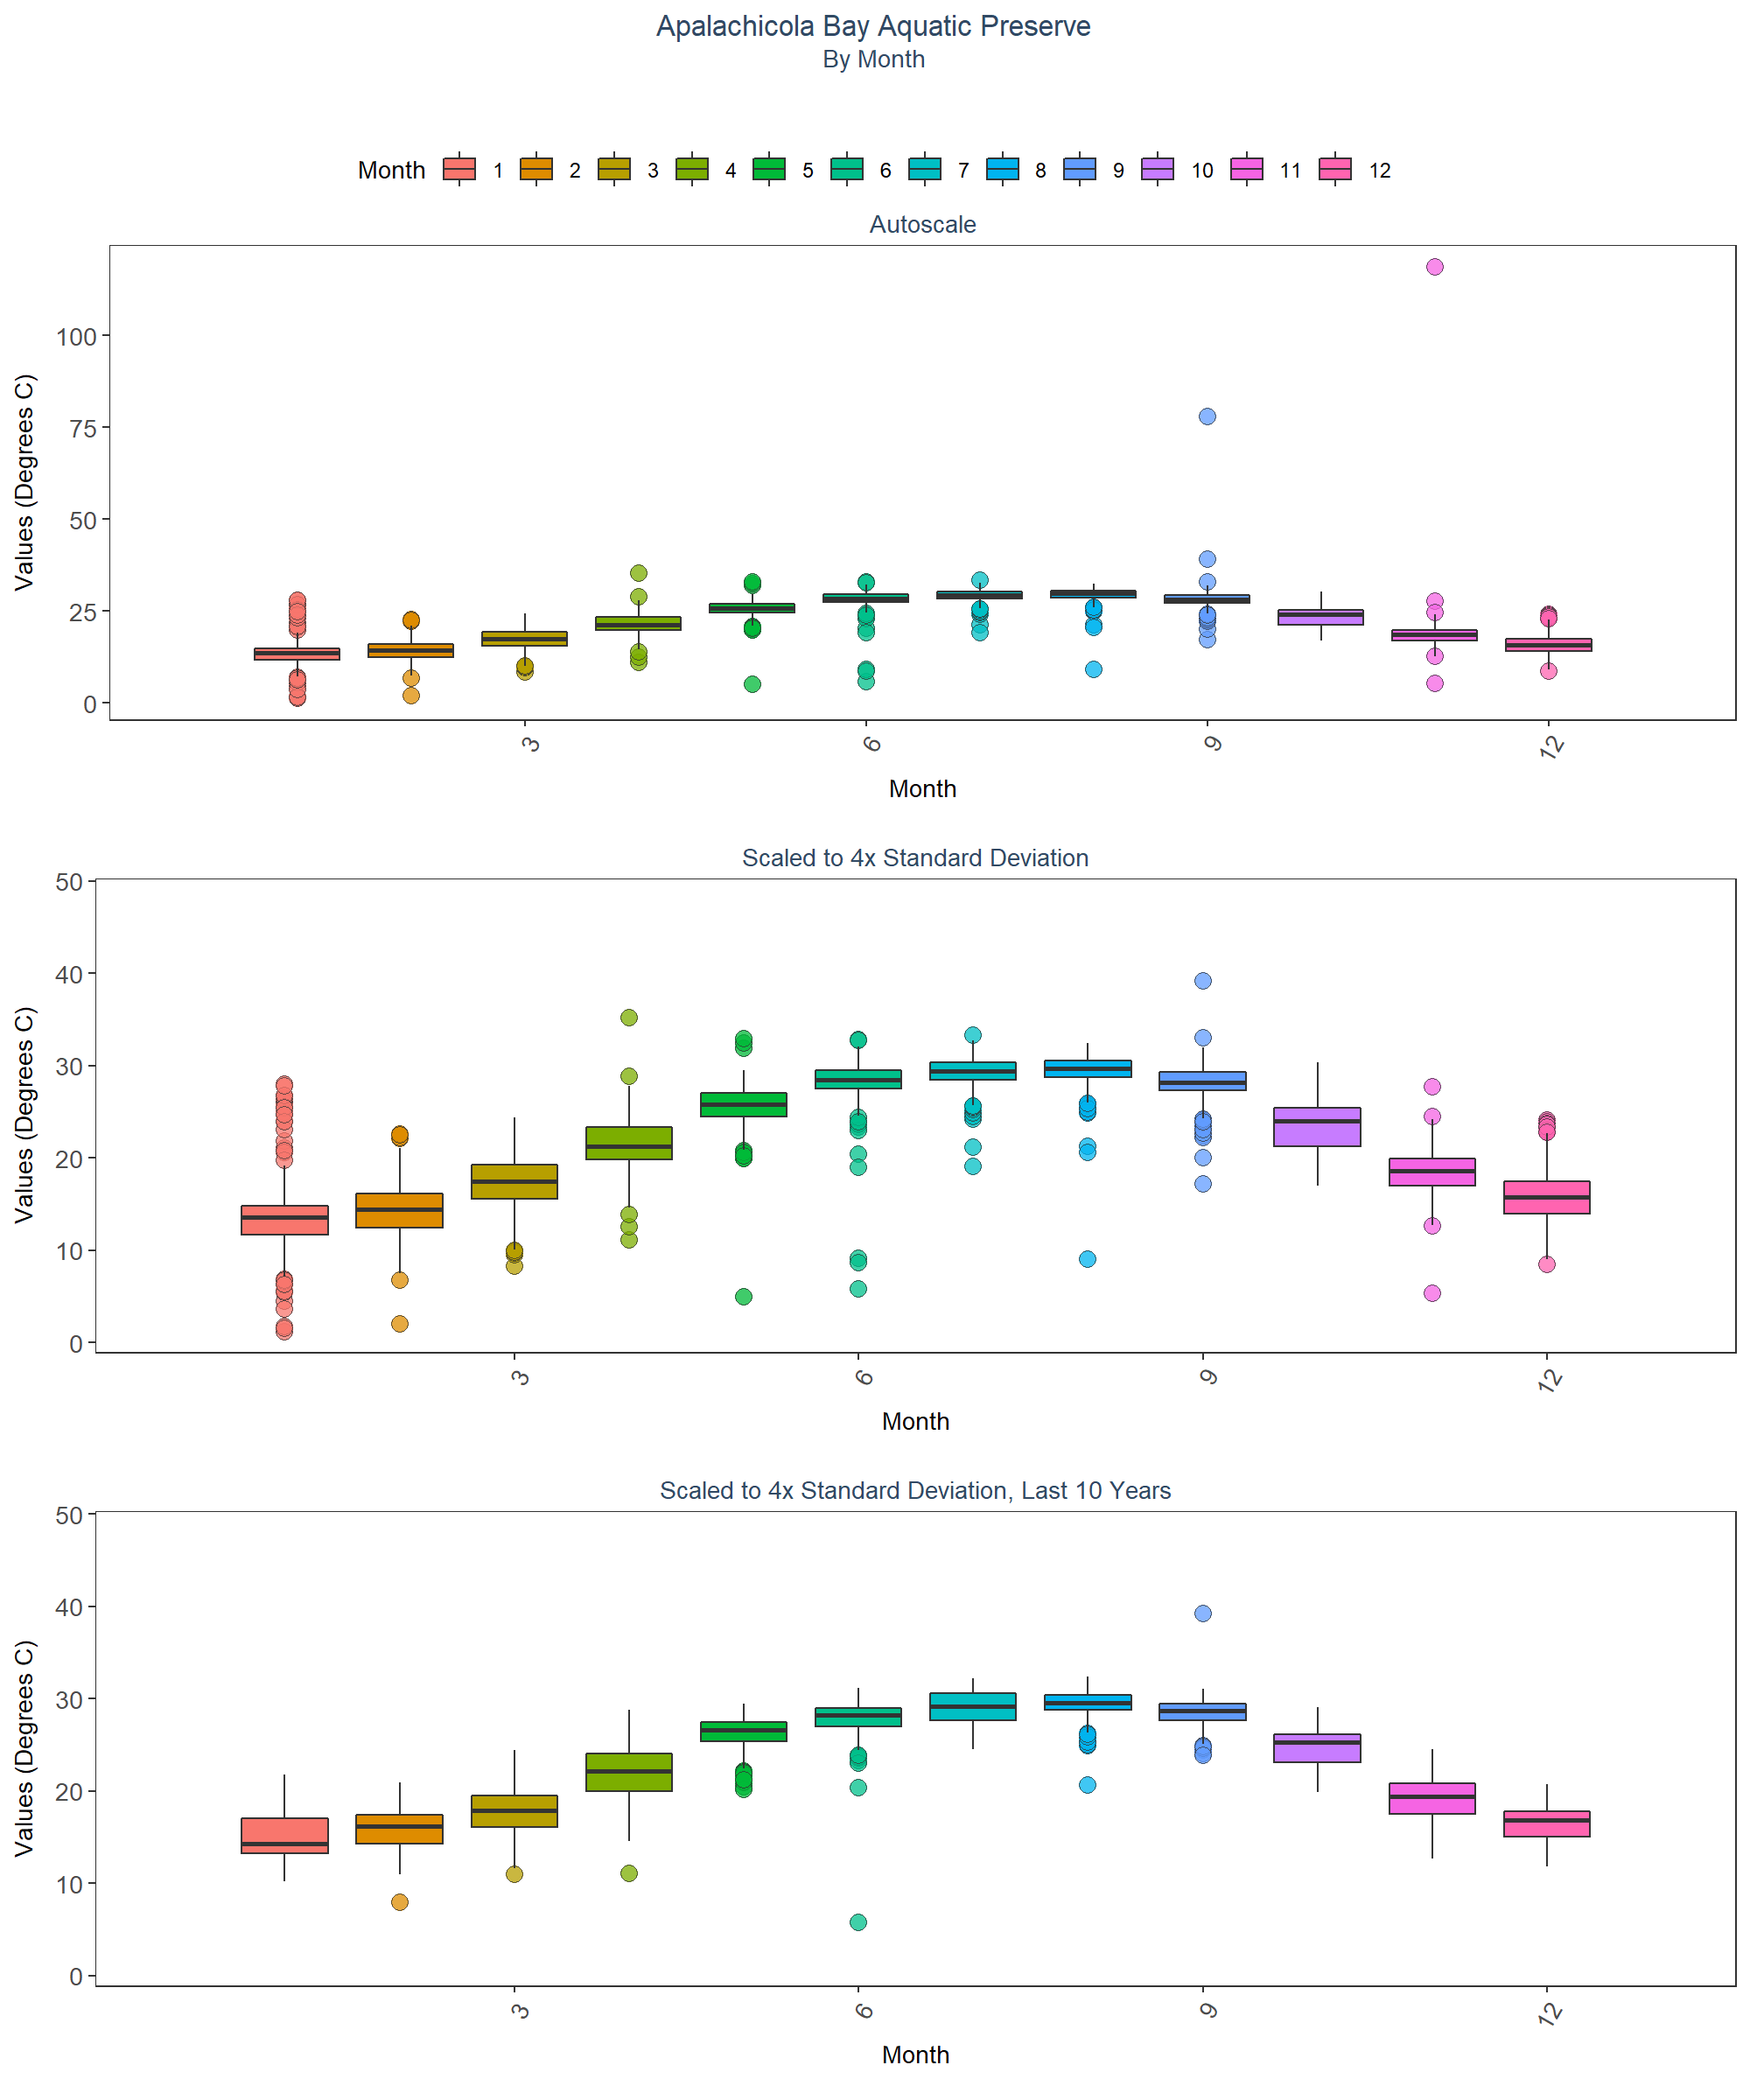 Apalachicola Bay Aquatic Preserve
By Month
Month 1 2 3 4 5 6 7 8 9 10 11 12
Autoscale
Values (Degrees C)
100
75
50
25
0
3 6 9 12
Month
Scaled to 4x Standard Deviation
Values (Degrees C)
50
40
30
20
10
0
3 6 9 12
Month
Scaled to 4x Standard Deviation, Last 10 Years
Values (Degrees C)
50
40
30
20
10
0
3 6 9 12
Month